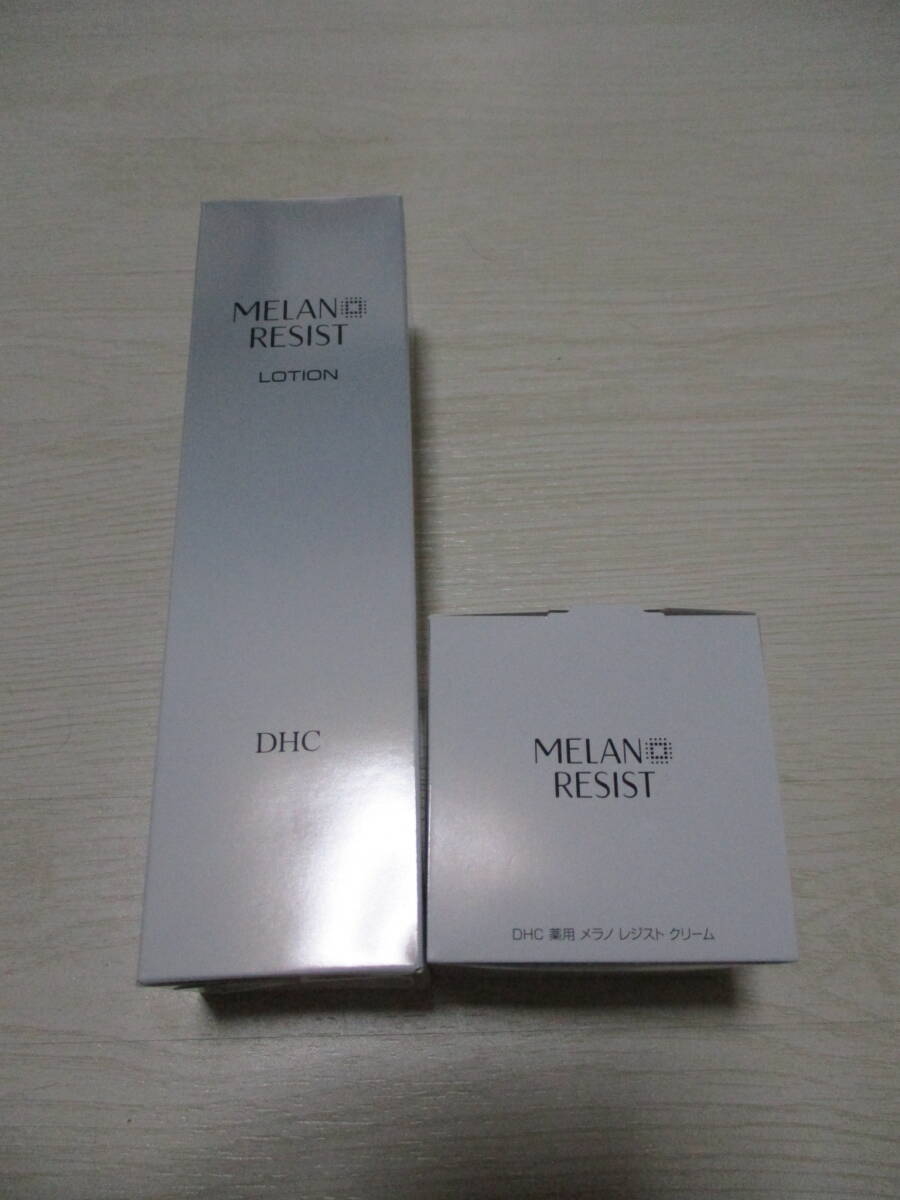 MELANO
RESIST
LOTION
DHC
MELANO
RESIST
DHC 薬用 メラノ レジスト クリーム